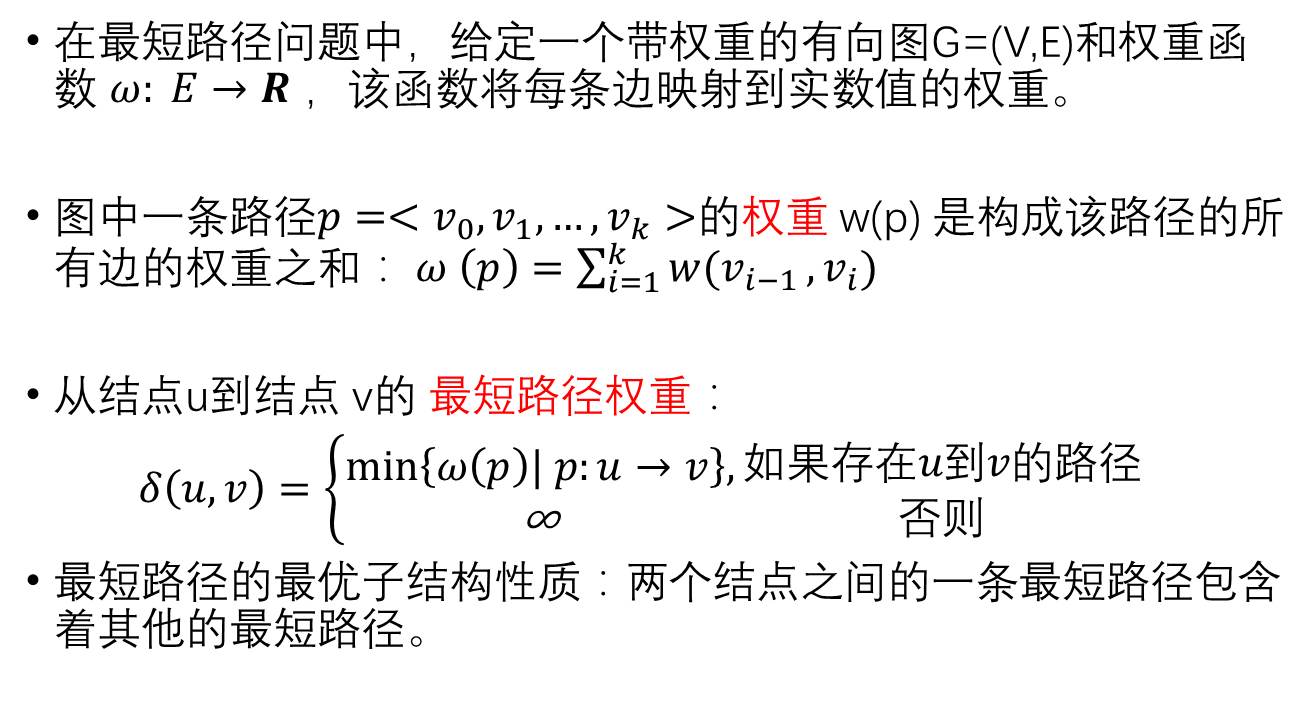 • 在最短路径问题中，给定一个带权重的有向图G=(V,E)和权重函
数 ω: E → R ，该函数将每条边映射到实数值的权重。
• 图中一条路径p =< v₀, v₁, … , vₖ >的权重 w(p) 是构成该路径的所
有边的权重之和： ω (p) = ∑ᵢ₌₁ᵏ w(vᵢ₋₁ , vᵢ)
• 从结点u到结点 v的 最短路径权重：
δ(u, v) = { min{ω(p)| p: u → v}, 如果存在u到v的路径
∞ 否则
• 最短路径的最优子结构性质：两个结点之间的一条最短路径包含
着其他的最短路径。